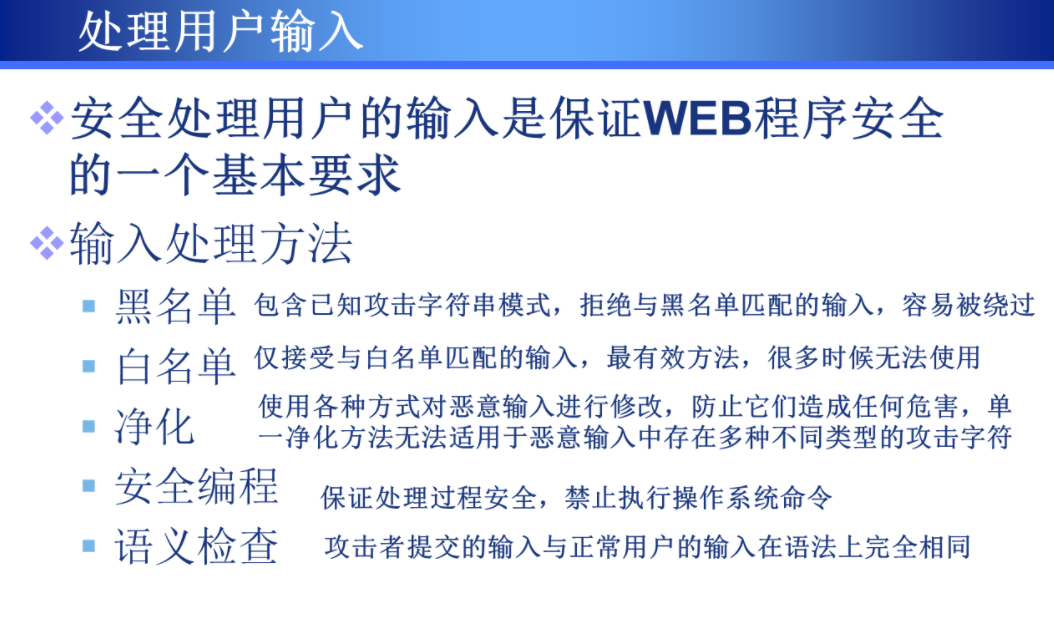 处理用户输入
安全处理用户的输入是保证WEB程序安全
的一个基本要求
输入处理方法
黑名单 包含已知攻击字符串模式，拒绝与黑名单匹配的输入，容易被绕过
白名单 仅接受与白名单匹配的输入，最有效方法，很多时候无法使用
净化 使用各种方式对恶意输入进行修改，防止它们造成任何危害，单
一净化方法无法适用于恶意输入中存在多种不同类型的攻击字符
安全编程 保证处理过程安全，禁止执行操作系统命令
语义检查 攻击者提交的输入与正常用户的输入在语法上完全相同